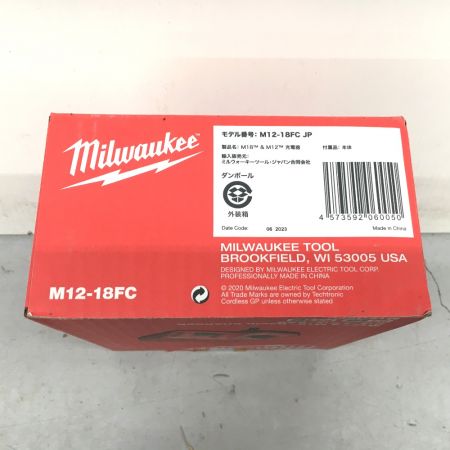 Milwaukee
モデル番号: M12-18FC JP
製品名: M18™ & M12™ 充電器 付属品: 本体
輸入販売元:
ミルウォーキーツール・ジャパン合同会社
ダンボール
外装箱
4 573592 060050
Date Code: 06 2023 Made in China
MILWAUKEE TOOL
BROOKFIELD, WI 53005 USA
DESIGNED BY MILWAUKEE ELECTRIC TOOL CORP.
PROFESSIONALLY MADE IN CHINA
M12-18FC
© 2020 Milwaukee Electric Tool Corporation
All Trade Marks are owned by Techtronic
Cordless GP unless otherwise stated